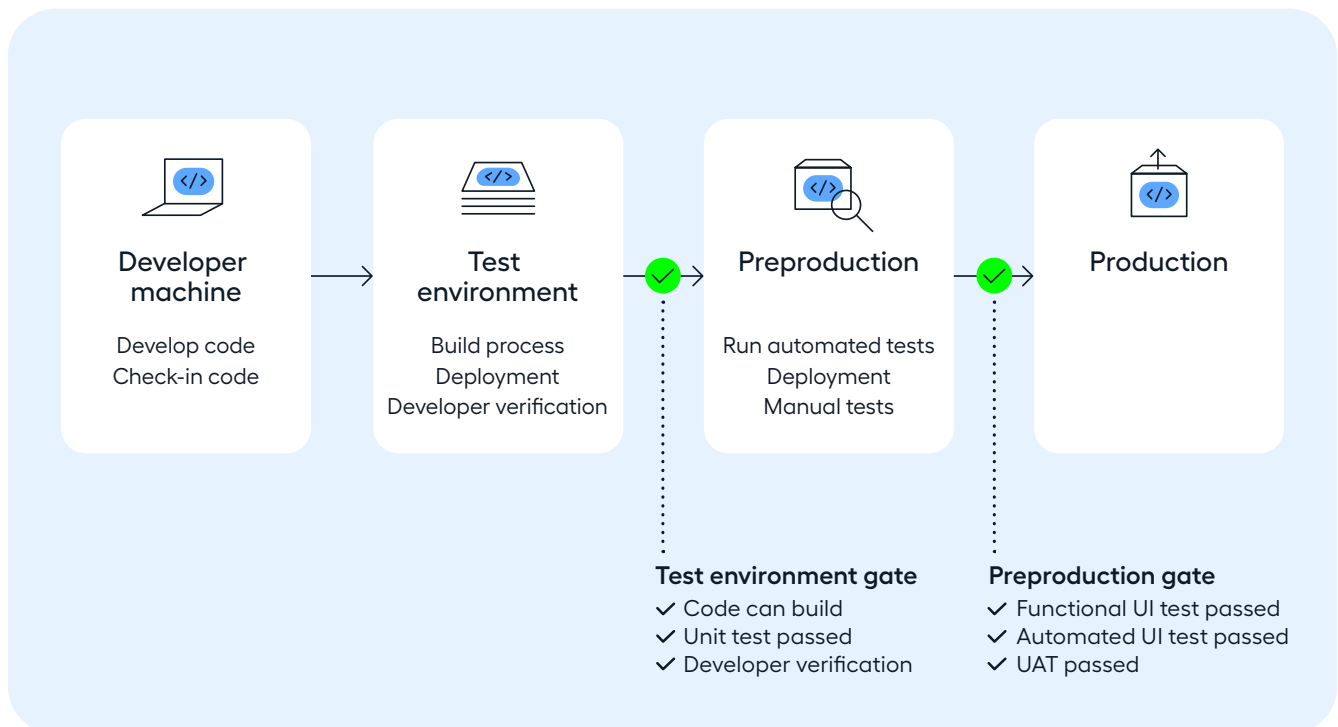 </>
Developer
machine
Develop code
Check-in code
</>
Test
environment
Build process
Deployment
Developer verification
</>
Preproduction
Run automated tests
Deployment
Manual tests
</>
Production
Test environment gate
Code can build
Unit test passed
Developer verification
Preproduction gate
Functional UI test passed
Automated UI test passed
UAT passed